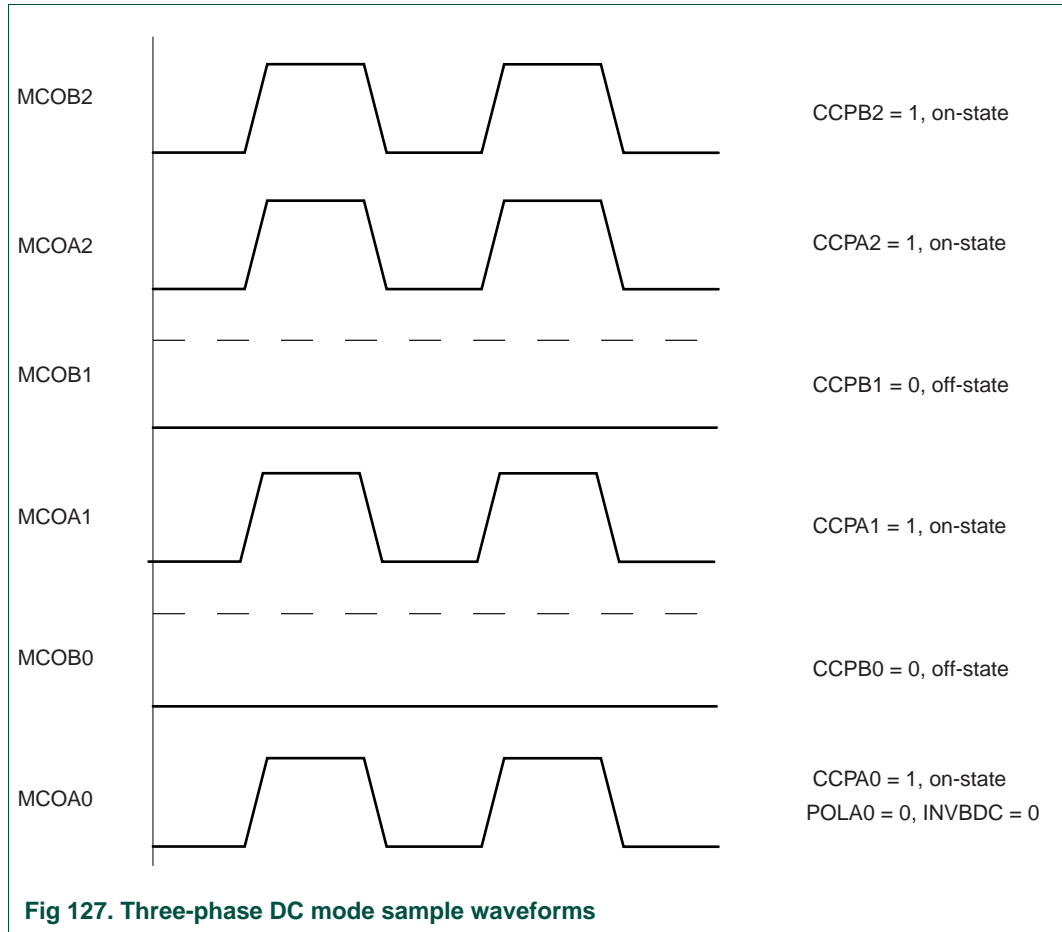 MCOB2
CCPB2 = 1, on-state
MCOA2
CCPA2 = 1, on-state
MCOB1
CCPB1 = 0, off-state
MCOA1
CCPA1 = 1, on-state
MCOB0
CCPB0 = 0, off-state
MCOA0
CCPA0 = 1, on-state
POLA0 = 0, INVBDC = 0
Fig 127. Three-phase DC mode sample waveforms